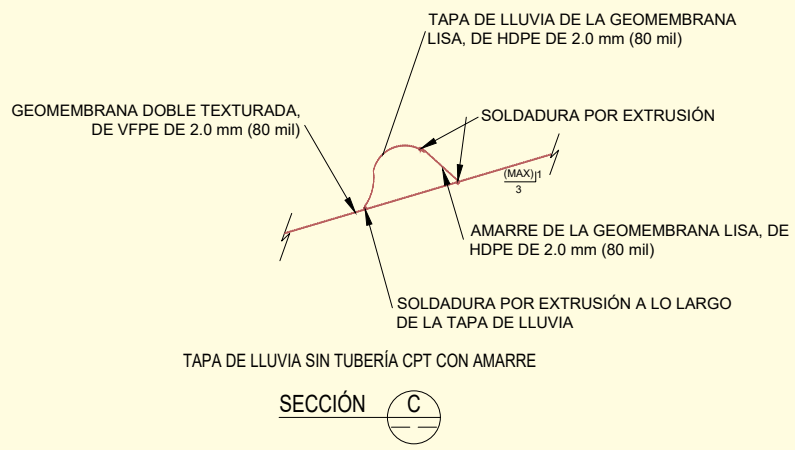 TAPA DE LLUVIA DE LA GEOMEMBRANA
LISA, DE HDPE DE 2.0 mm (80 mil)
GEOMEMBRANA DOBLE TEXTURADA,
DE VFPE DE 2.0 mm (80 mil)
SOLDADURA POR EXTRUSIÓN
(MAX) 1
3
AMARRE DE LA GEOMEMBRANA LISA, DE
HDPE DE 2.0 mm (80 mil)
SOLDADURA POR EXTRUSIÓN A LO LARGO
DE LA TAPA DE LLUVIA
TAPA DE LLUVIA SIN TUBERÍA CPT CON AMARRE
SECCIÓN C